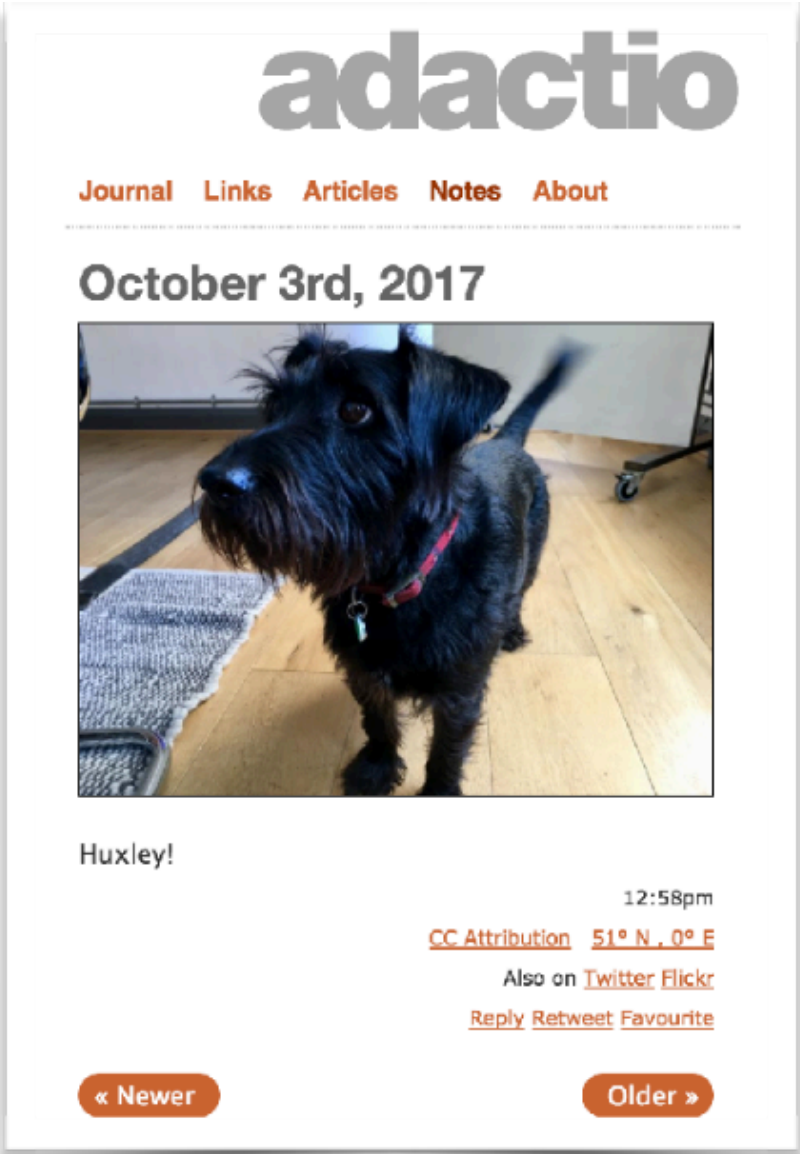 adactio
Journal Links Articles Notes About
October 3rd, 2017
Huxley!
12:58pm
CC Attribution 51° N , 0° E
Also on Twitter Flickr
Reply Retweet Favourite
« Newer Older »